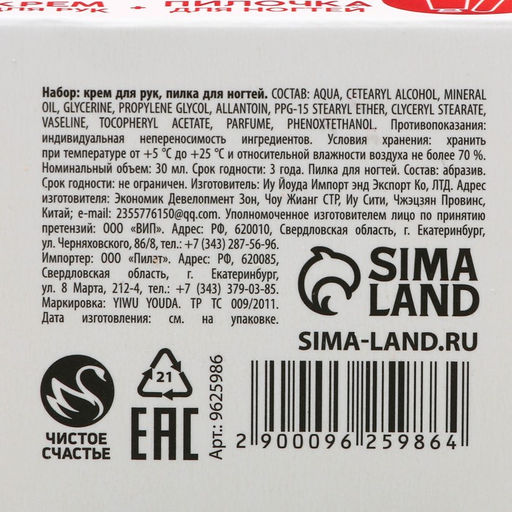 КРЕМ + ПИЛОЧКА
ДЛЯ РУК ДЛЯ НОГТЕЙ
Набор: крем для рук, пилка для ногтей. СОСТАВ: AQUA, CETEARYL ALCOHOL, MINERAL
OIL, GLYCERINE, PROPYLENE GLYCOL, ALLANTOIN, PPG-15 STEARYL ETHER, CLYCERYL STEARATE,
VASELINE, TOCOPHERYL ACETATE, PARFUME, PHENOXTETHANOL. Противопоказания:
индивидуальная непереносимость ингредиентов. Условия хранения: хранить
при температуре от +5 °С до +25 °С и относительной влажности воздуха не более 70 %.
Номинальный объем: 30 мл. Срок годности: 3 года. Пилка для ногтей. Состав: абразив.
Срок годности: не ограничен. Изготовитель: Иу Йоуда Импорт энд Экспорт Ко, ЛТД. Адрес
изготовителя: Экономик Девелопмент Зон, Чоу Жианг СТР, Иу Сити, Чжэцзян Провинс,
Китай; e-mail: 2355776150@qq.com. Уполномоченное изготовителем лицо по принятию
претензий: ООО «ВИП». Адрес: РФ, 620010, Свердловская область, г. Екатеринбург,
ул. Черняховского, 86/8, тел.: +7 (343) 287-56-96.
Импортер: ООО «Пилэт». Адрес: РФ, 620085,
Свердловская область, г. Екатеринбург,
ул. 8 Марта, 212-4, тел.: +7 (343) 379-03-85.
Маркировка: YIWU YOUDA. ТР ТС 009/2011.
Дата изготовления: см. на упаковке.
SIMA
LAND
SIMA-LAND.RU
ЧИСТОЕ
СЧАСТЬЕ
21
EAC
Арт.: 9625986
2 900096 259864